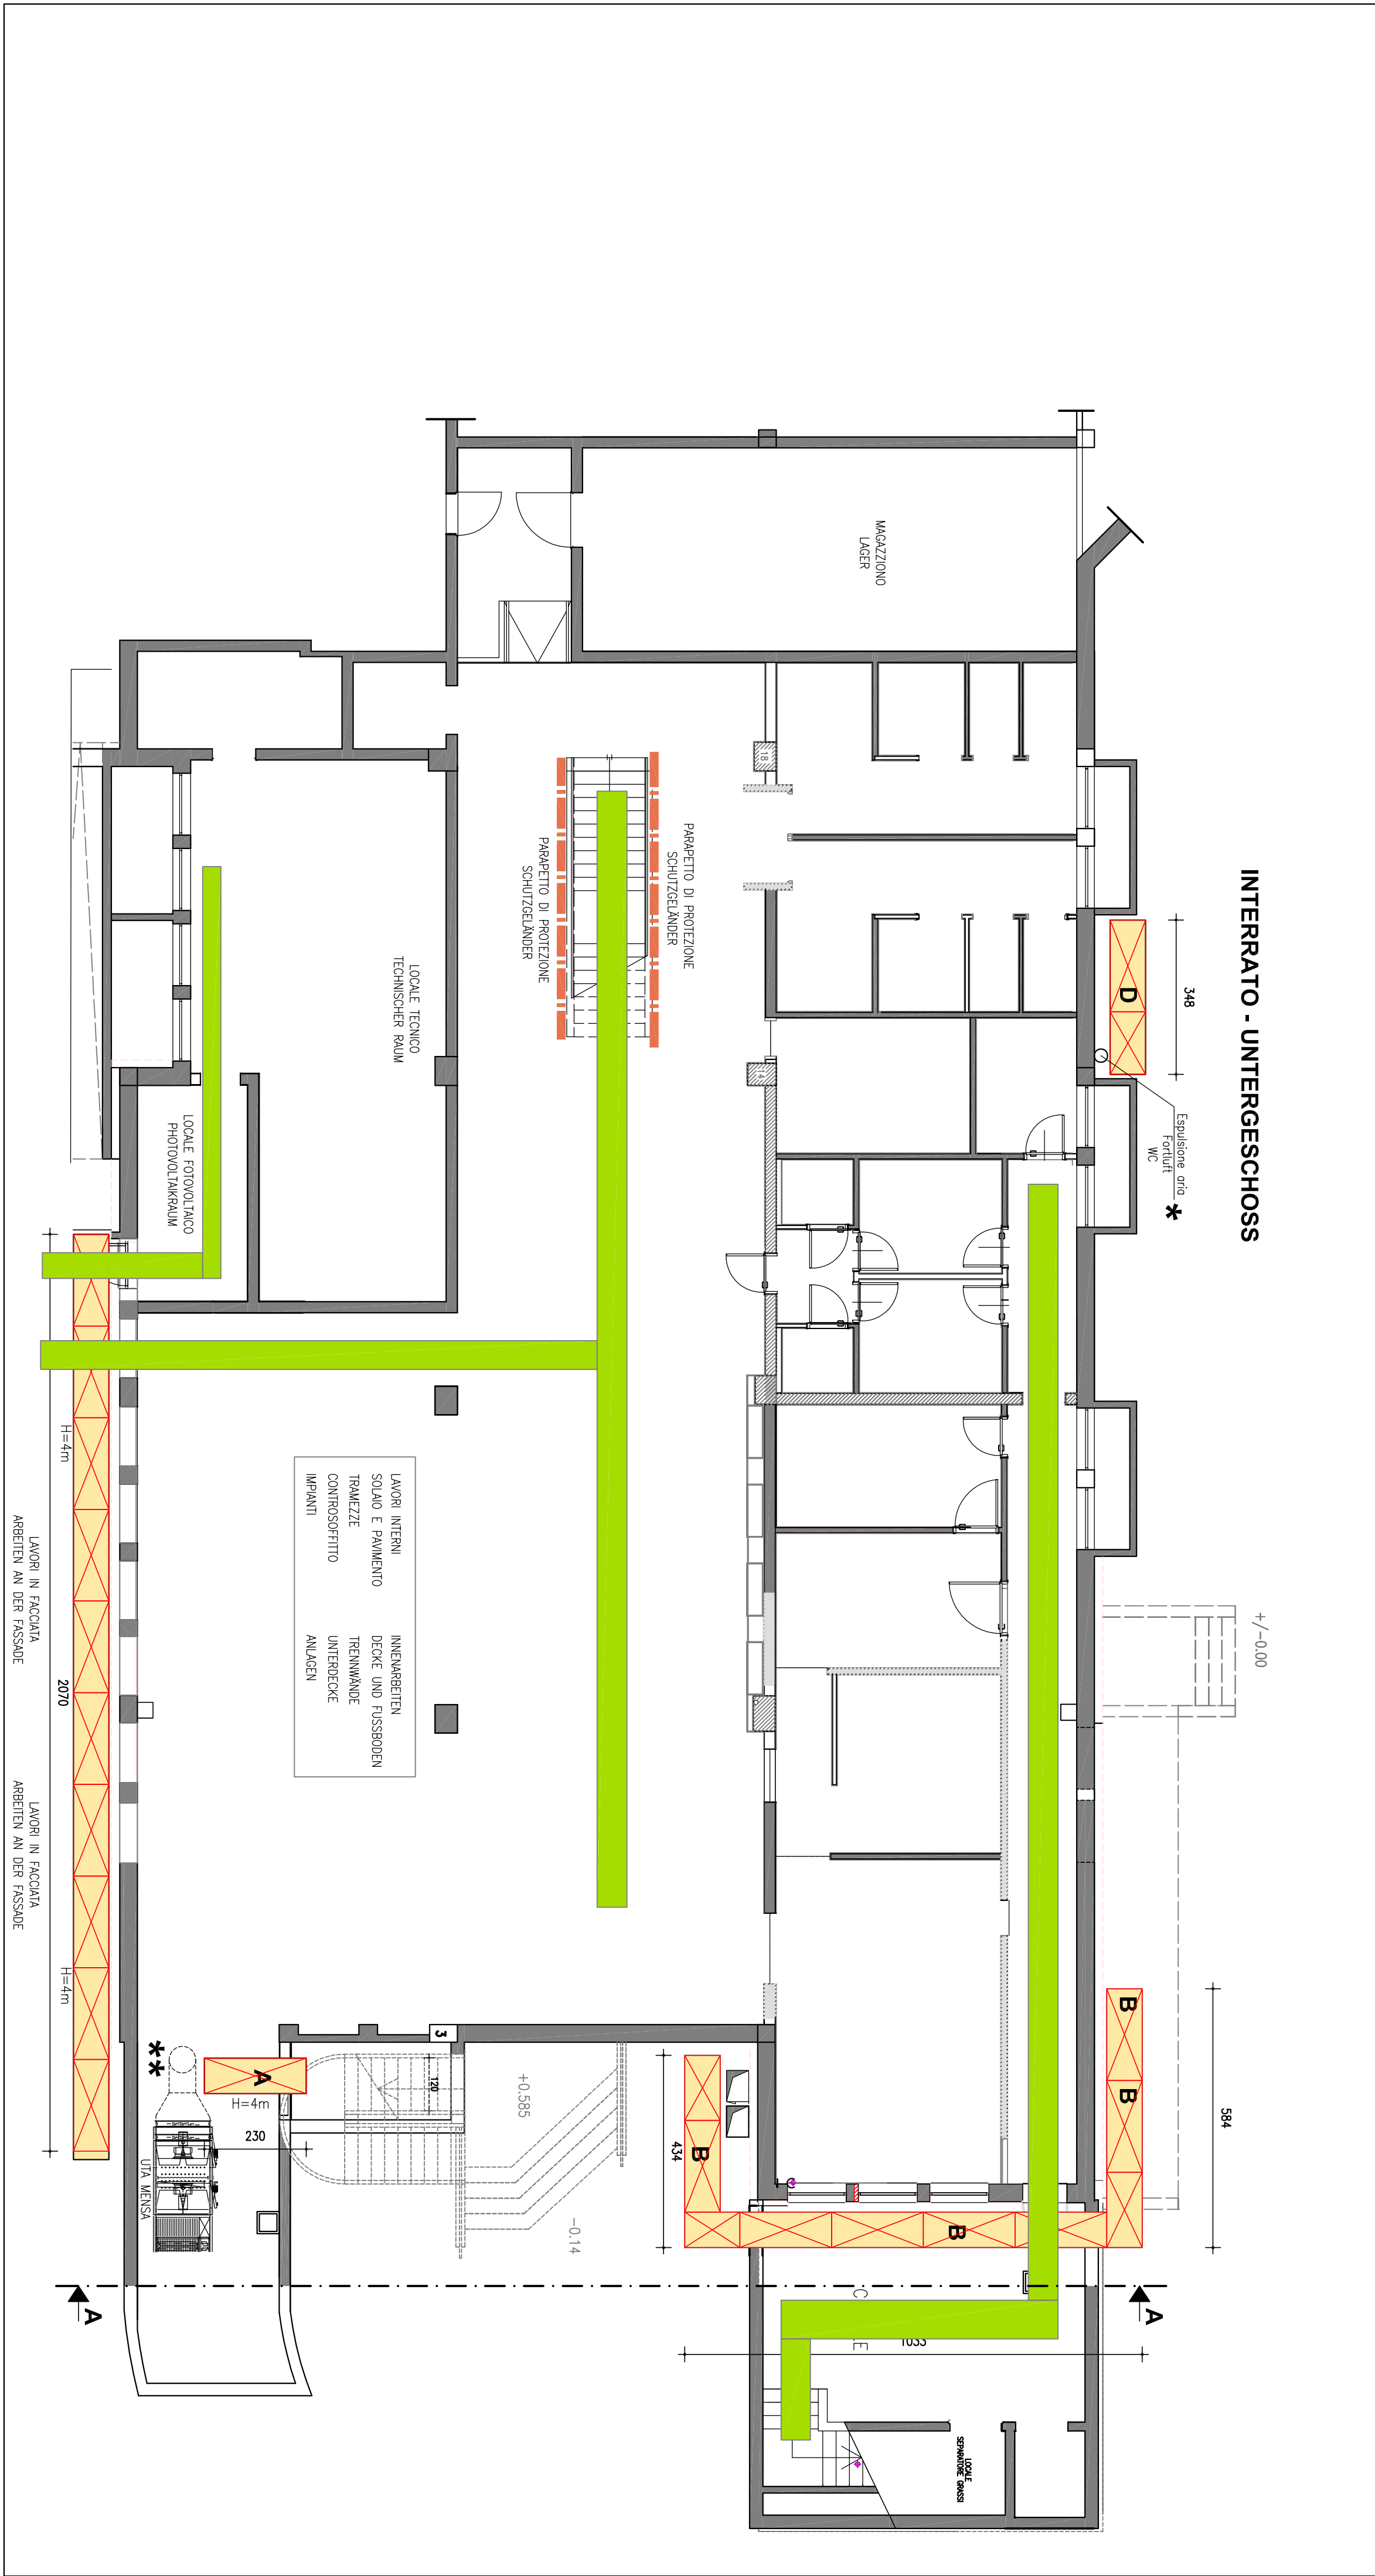 INTERRATO - UNTERGESCHOSS
348
D
Espulsione aria
Fortluft
WC
*
+/-0.00
584
B
B
MAGAZZIONO
LAGER
18
14
PARAPETTO DI PROTEZIONE
SCHUTZGELÄNDER
PARAPETTO DI PROTEZIONE
SCHUTZGELÄNDER
LOCALE TECNICO
TECHNISCHER RAUM
LOCALE FOTOVOLTAICO
PHOTOVOLTAIKRAUM
LAVORI INTERNI
SOLAIO E PAVIMENTO
TRAMEZZE
CONTROSOFFITTO
IMPIANTI
INNENARBEITEN
DECKE UND FUSSBODEN
TRENNWÄNDE
UNTERDECKE
ANLAGEN
H=4m
LAVORI IN FACCIATA
ARBEITEN AN DER FASSADE
2070
LAVORI IN FACCIATA
ARBEITEN AN DER FASSADE
H=4m
**
A
H=4m
230
UTA MENSA
3
120
+0.585
-0.14
434
B
B
A
A
1033
LOCALE
SEPARATORE GRASSI